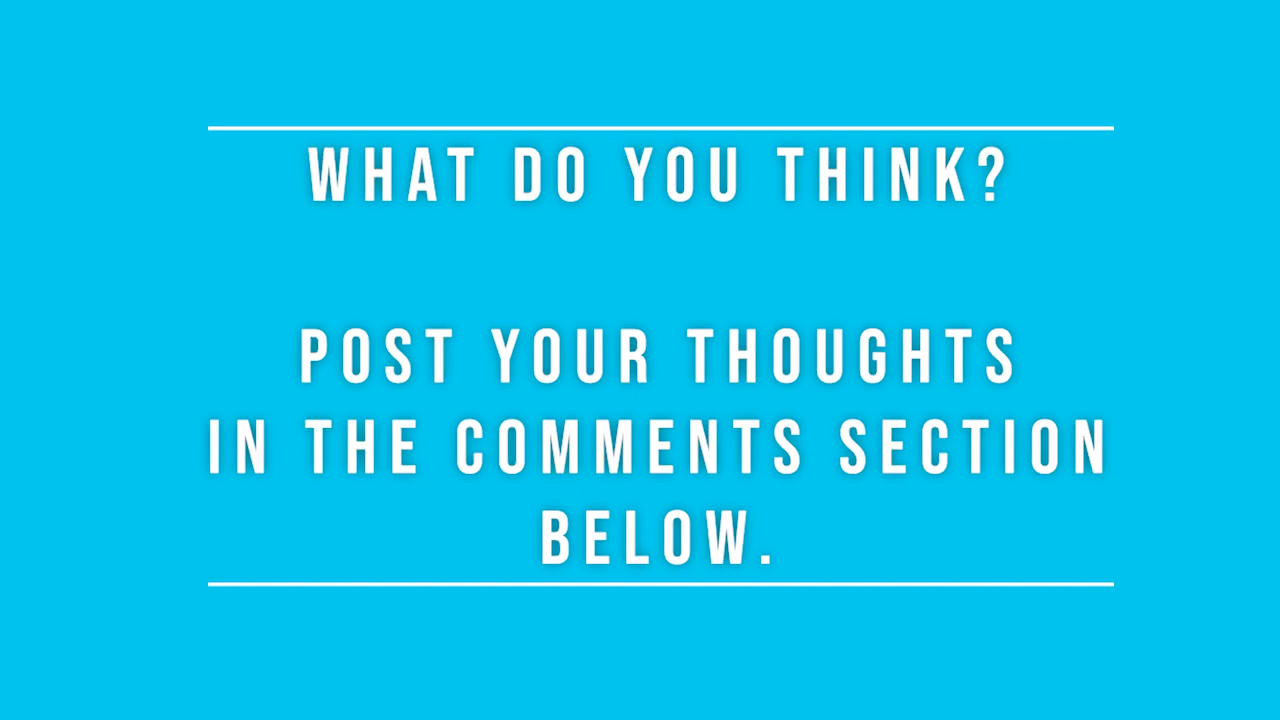 WHAT DO YOU THINK?
POST YOUR THOUGHTS
IN THE COMMENTS SECTION
BELOW.